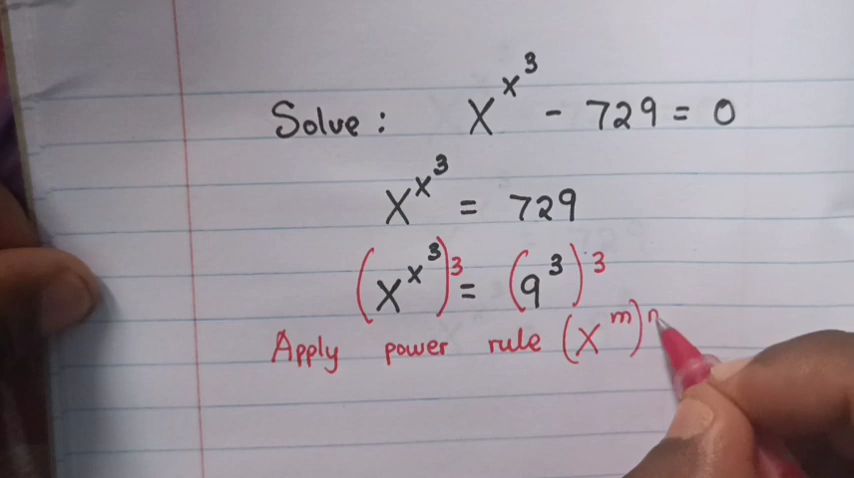 Solve : x^x^3 - 729 = 0
x^x^3 = 729
(x^x^3)^3 = (9^3)^3
Apply power rule (x^m)^n